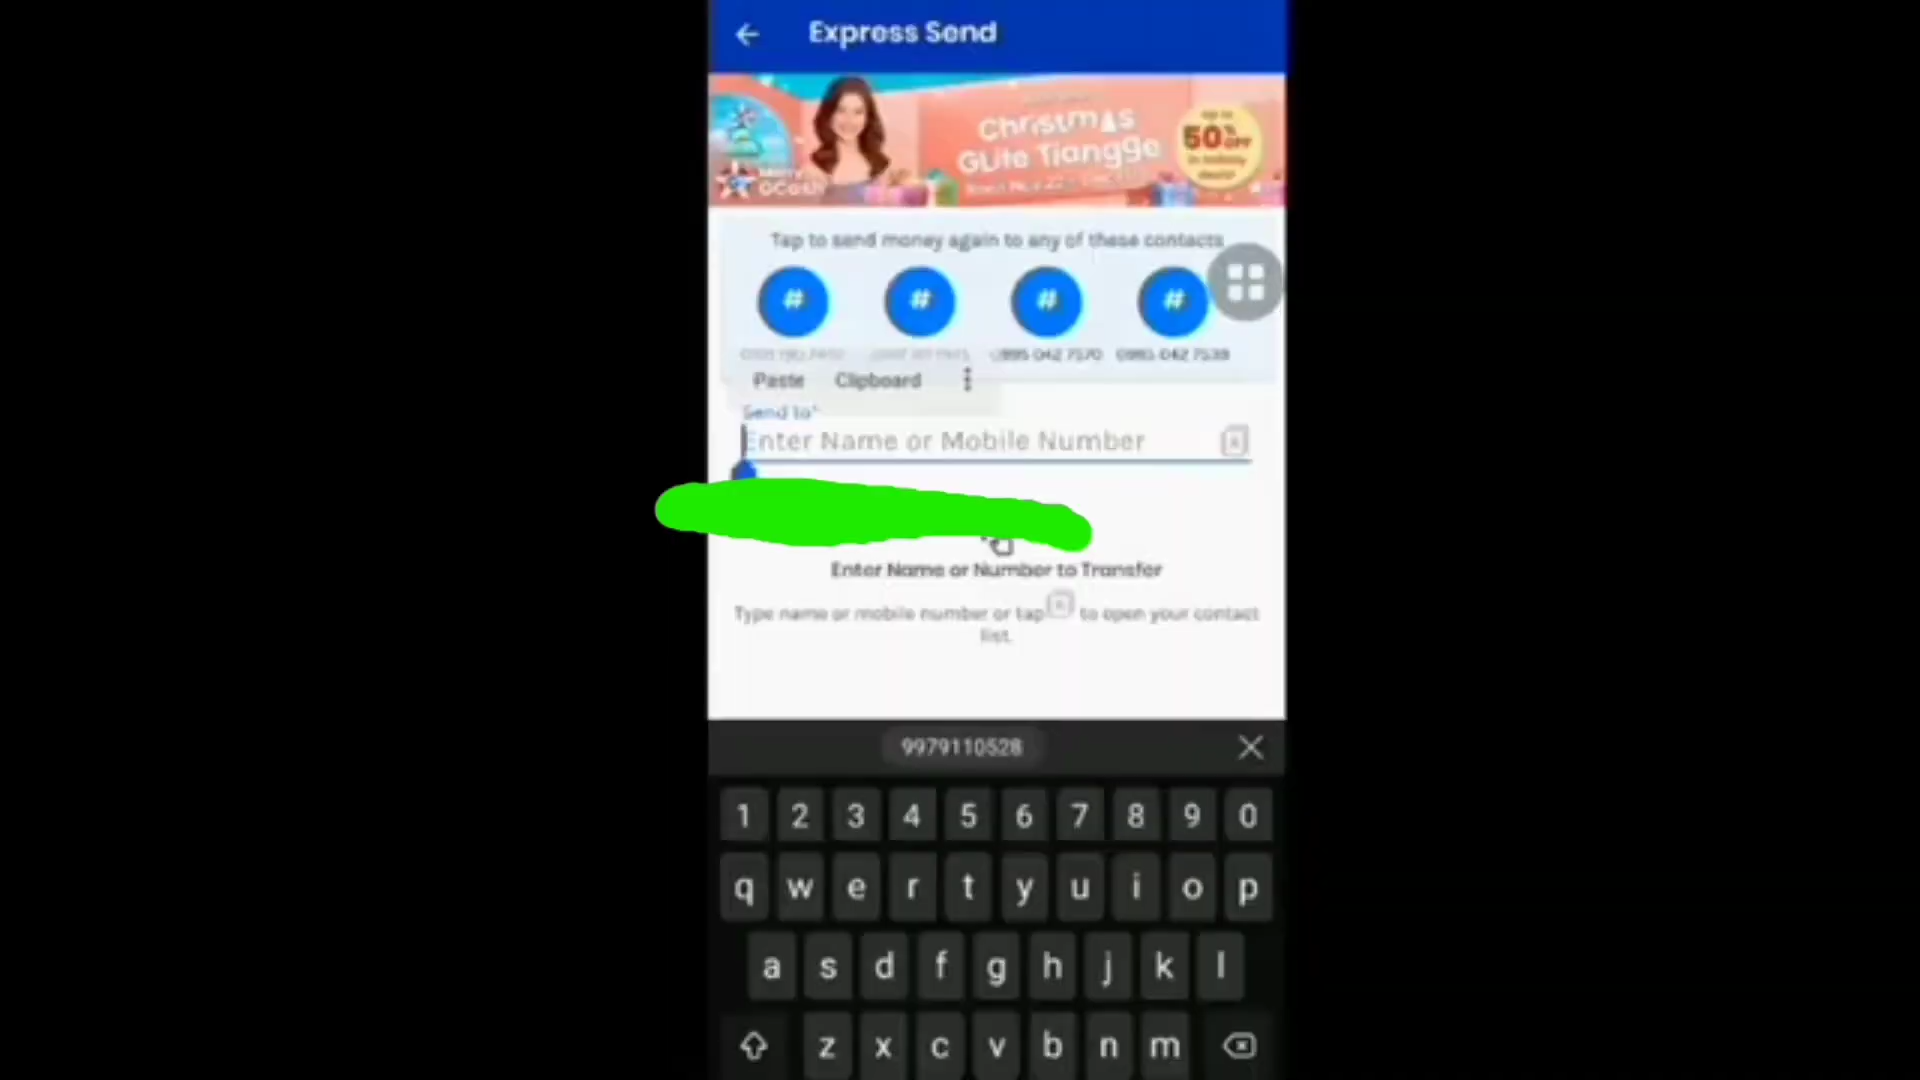 Express Send
Christmas
GLife Tiangge
50% OFF
GCash
Tap to send money again to any of these contacts
# # # #
0995 042 7570
Paste Clipboard
Send to*
Enter Name or Mobile Number
Enter Name or Number to Transfer
Type name or mobile number or tap to open your contact
list.
9979110528
1 2 3 4 5 6 7 8 9 0
q w e r t y u i o p
a s d f g h j k l
z x c v b n m